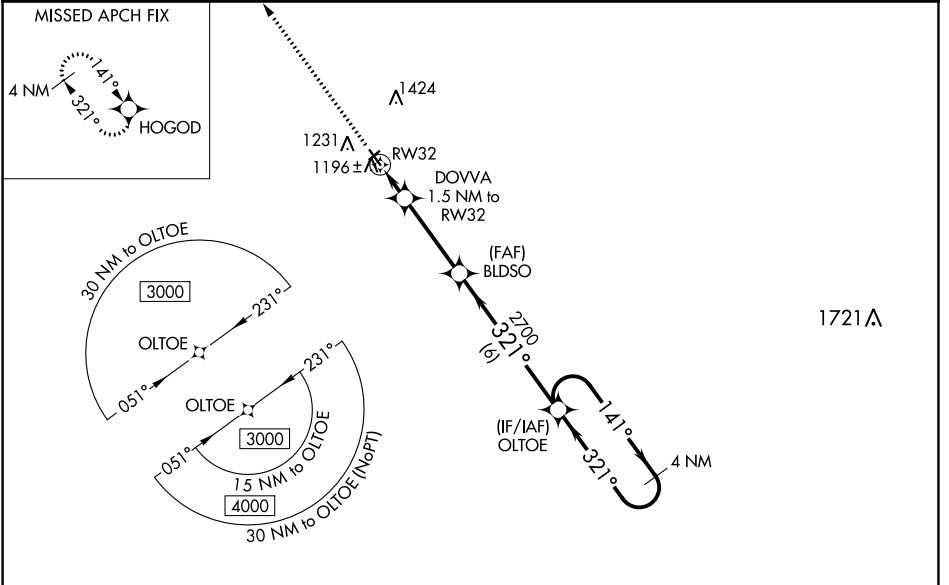 MISSED APCH FIX
4 NM
141°
321°
HOGOD
1424
1231
1196±
RW32
DOVVA
1.5 NM to
RW32
(FAF)
BLDSO
2700
321°
(6)
1721
(IF/IAF)
OLTOE
141°
321°
4 NM
30 NM to OLTOE
3000
231°
OLTOE
051°
231°
OLTOE
051°
3000
15 NM to OLTOE
4000
30 NM to OLTOE (NoPT)